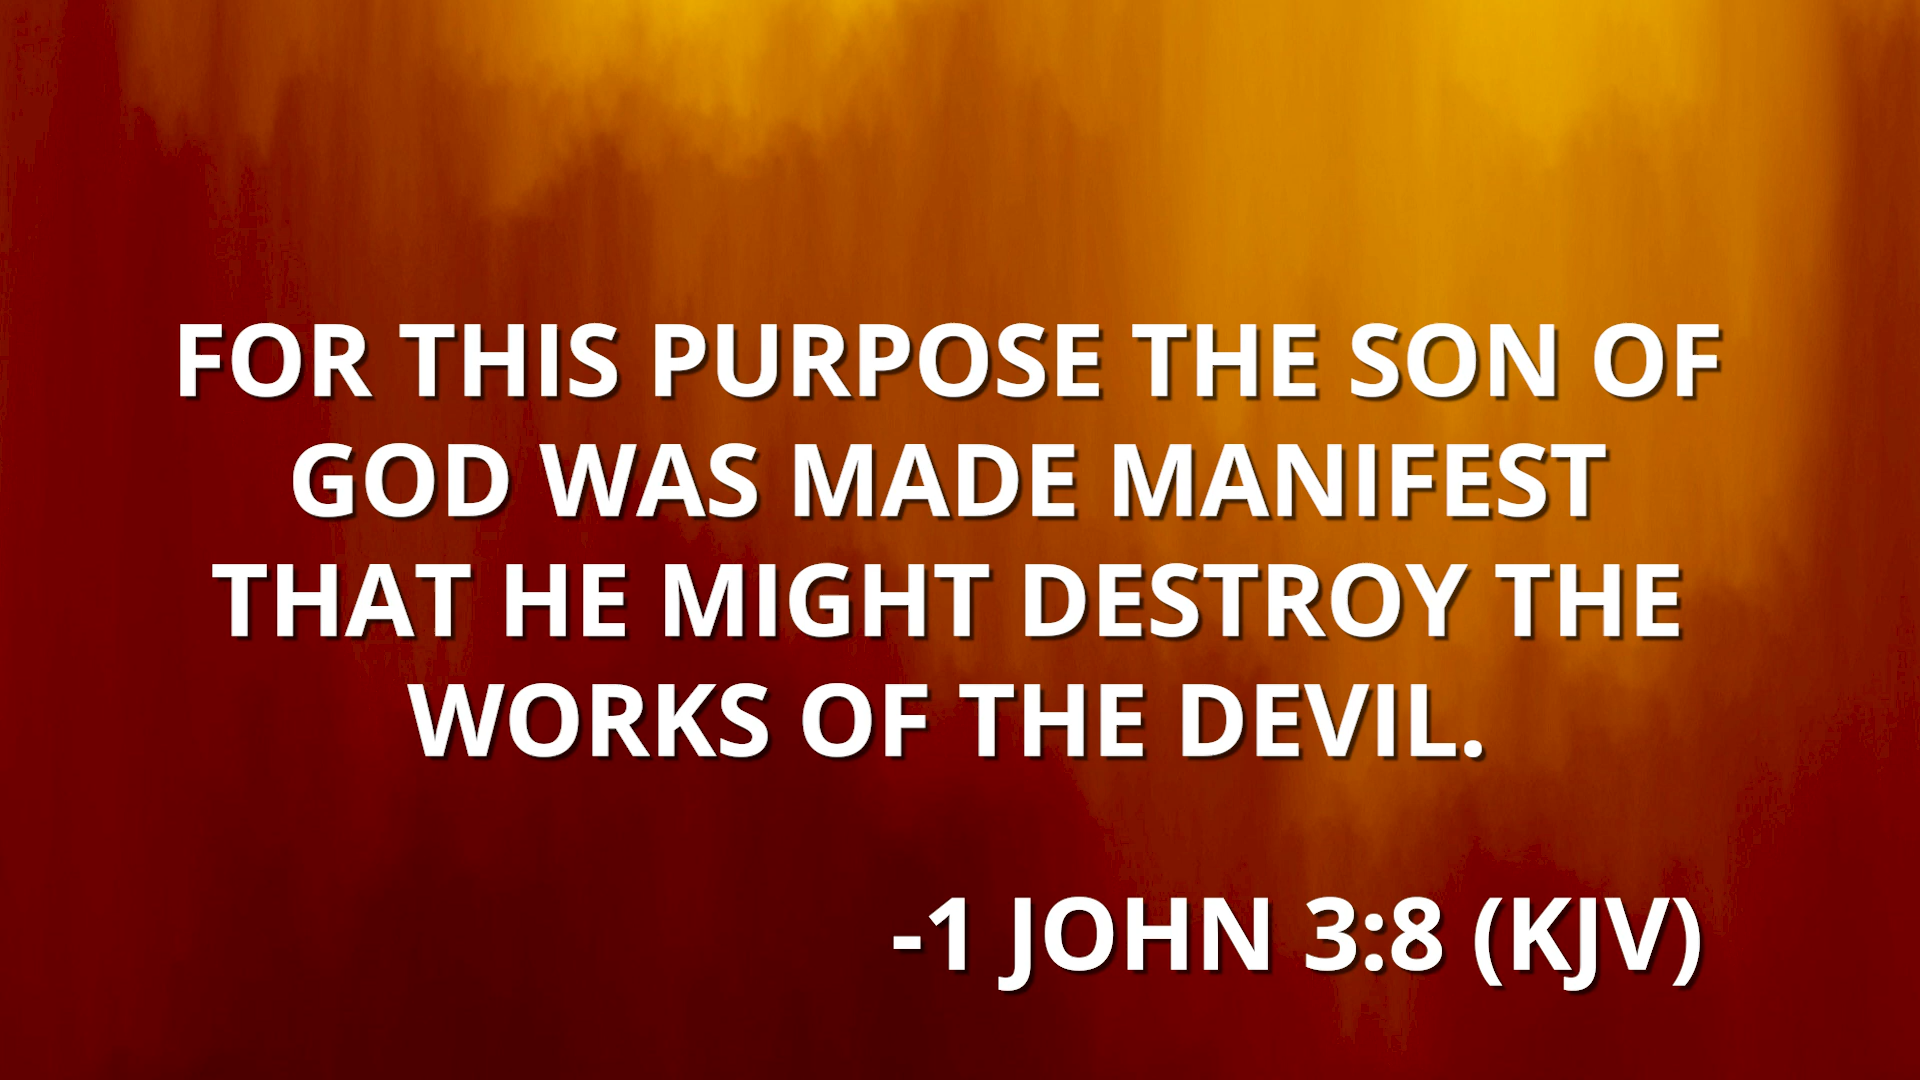 FOR THIS PURPOSE THE SON OF
GOD WAS MADE MANIFEST
THAT HE MIGHT DESTROY THE
WORKS OF THE DEVIL.
-1 JOHN 3:8 (KJV)